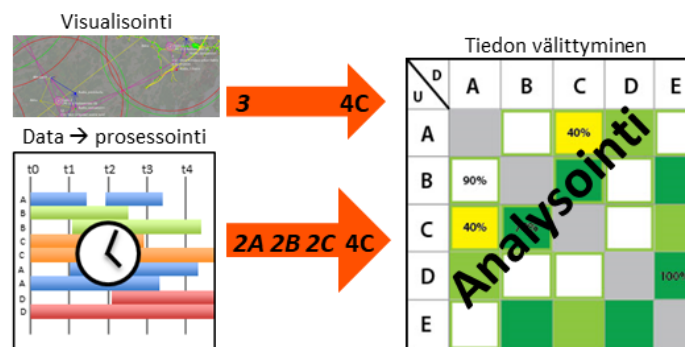 Visualisointi
3 4C
Data → prosessointi
t0 t1 t2 t3 t4
A
B
B
C
C
A
A
D
D
2A 2B 2C 4C
Tiedon välittyminen
U D A B C D E
A 40%
B 90%
C 40%
D 100%
E
Analysointi